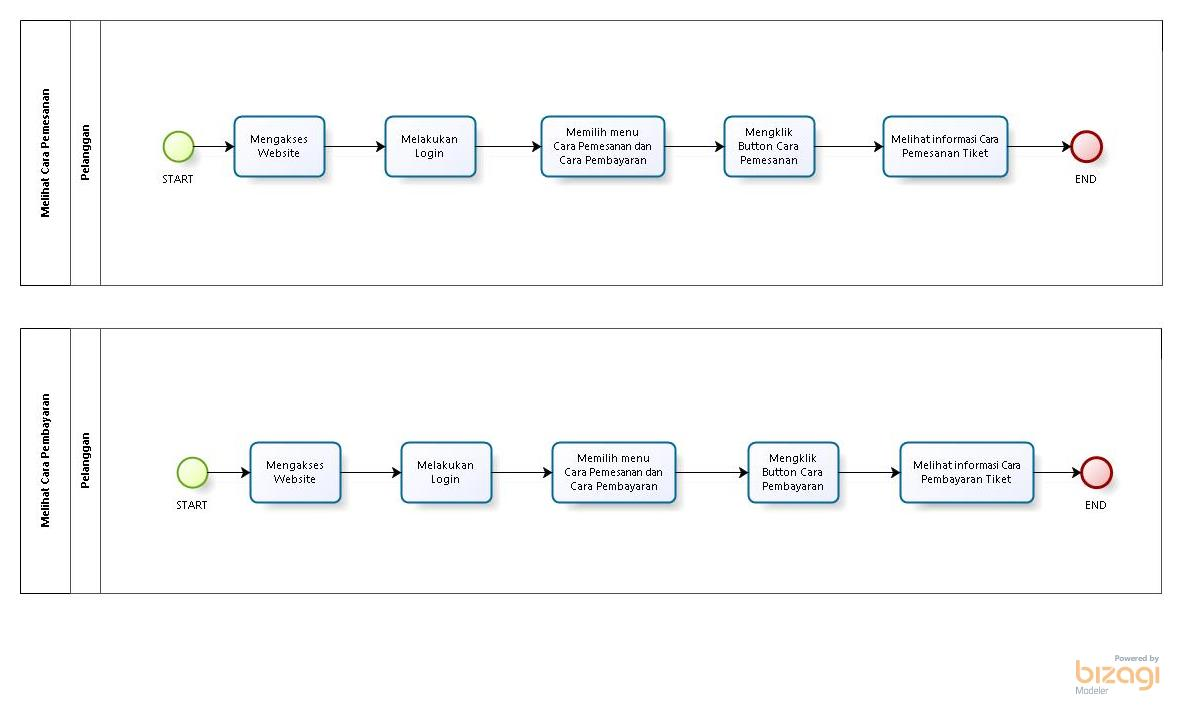 Melihat Cara Pemesanan
Pelanggan
START
Mengakses
Website
Melakukan
Login
Memilih menu
Cara Pemesanan dan
Cara Pembayaran
Mengklik
Button Cara
Pemesanan
Melihat informasi Cara
Pemesanan Tiket
END
Melihat Cara Pembayaran
Pelanggan
START
Mengakses
Website
Melakukan
Login
Memilih menu
Cara Pemesanan dan
Cara Pembayaran
Mengklik
Button Cara
Pembayaran
Melihat informasi Cara
Pembayaran Tiket
END
Powered by
bizagi
Modeler